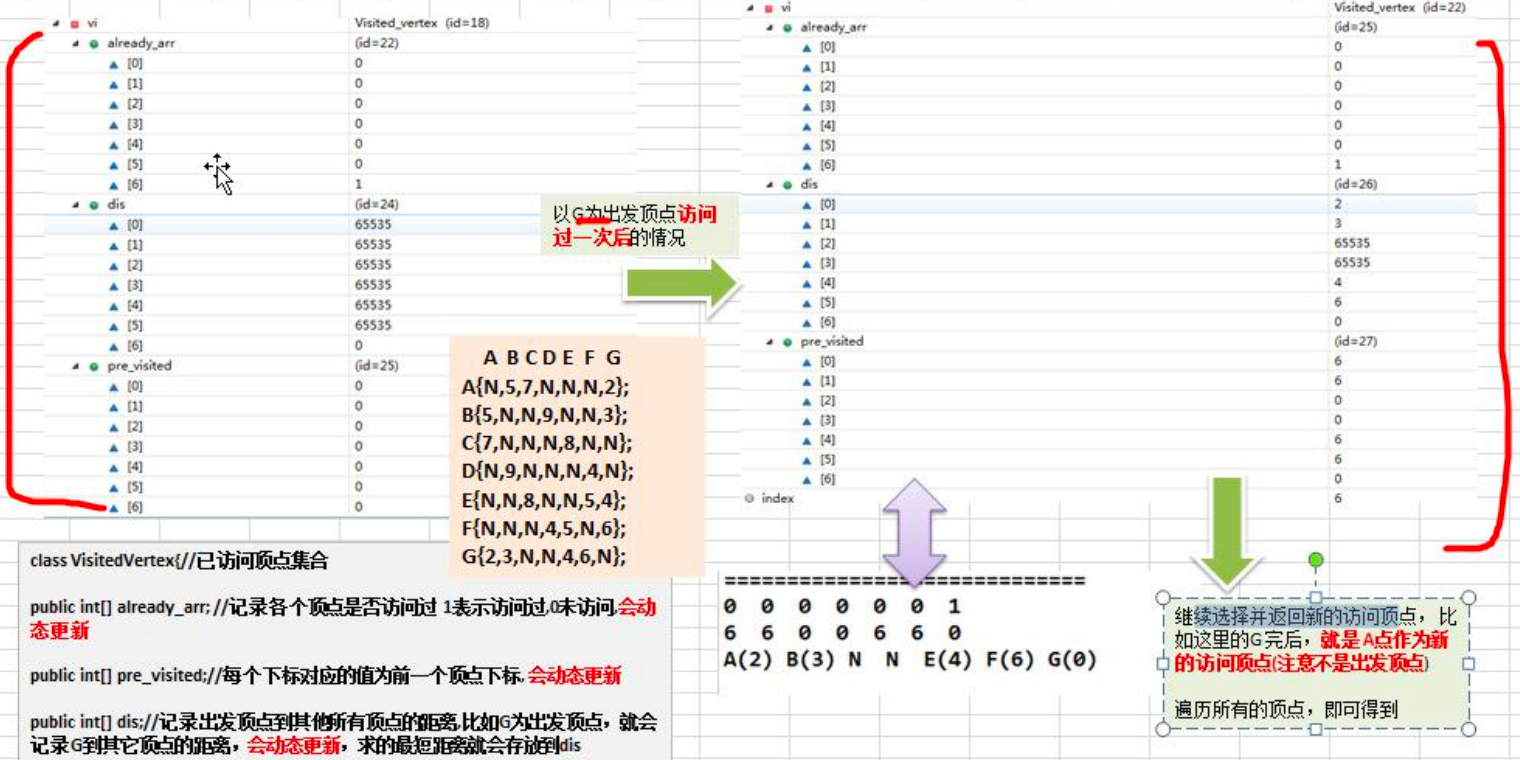 vi Visited_vertex (id=18)
already_arr (id=22)
[0] 0
[1] 0
[2] 0
[3] 0
[4] 0
[5] 0
[6] 1
dis (id=24)
[0] 65535
[1] 65535
[2] 65535
[3] 65535
[4] 65535
[5] 65535
[6] 0
pre_visited (id=25)
[0] 0
[1] 0
[2] 0
[3] 0
[4] 0
[5] 0
[6] 0
以G为出发顶点访问
过一次后的情况
vi Visited_vertex (id=22)
already_arr (id=25)
[0] 0
[1] 0
[2] 0
[3] 0
[4] 0
[5] 0
[6] 1
dis (id=26)
[0] 2
[1] 3
[2] 65535
[3] 65535
[4] 4
[5] 6
[6] 0
pre_visited (id=27)
[0] 6
[1] 6
[2] 0
[3] 0
[4] 6
[5] 6
[6] 0
index 6
A B C D E F G
A{N,5,7,N,N,N,2};
B{5,N,N,9,N,N,3};
C{7,N,N,N,8,N,N};
D{N,9,N,N,N,4,N};
E{N,N,8,N,N,5,4};
F{N,N,N,4,5,N,6};
G{2,3,N,N,4,6,N};
class VisitedVertex{//已访问顶点集合
public int[] already_arr; //记录各个顶点是否访问过 1表示访问过,0未访问,会动
态更新
public int[] pre_visited;//每个下标对应的值为前一个顶点下标, 会动态更新
public int[] dis;//记录出发顶点到其他所有顶点的距离,比如G为出发顶点，就会
记录G到其它顶点的距离，会动态更新，求的最短距离就会存放到dis
==============================
0 0 0 0 0 0 1
6 6 0 0 6 6 0
A(2) B(3) N N E(4) F(6) G(0)
继续选择并返回新的访问顶点，比
如这里的G完后，就是 A点作为新
的访问顶点(注意不是出发顶点)
遍历所有的顶点，即可得到